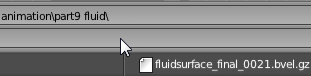 animation\part9 fluid\
fluidsurface_final_0021.bvel.gz